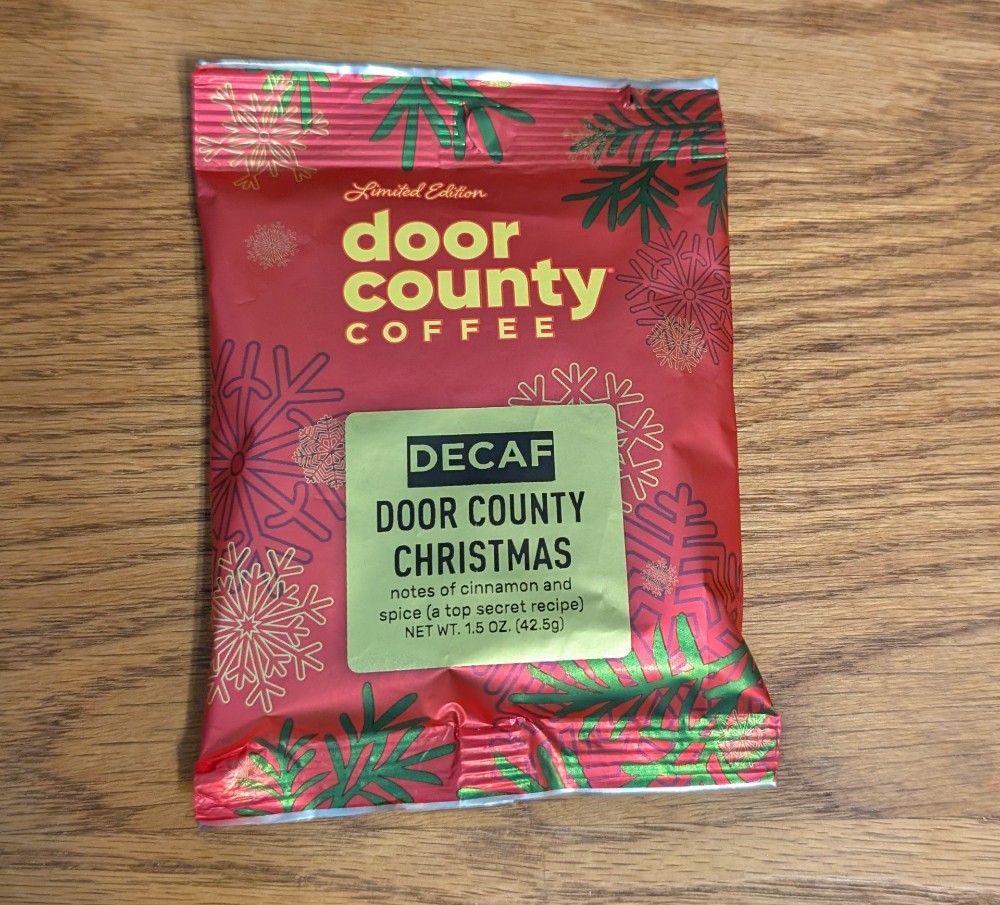 Limited Edition
door
county
COFFEE
DECAF
DOOR COUNTY
CHRISTMAS
notes of cinnamon and
spice (a top secret recipe)
NET WT. 1.5 OZ. (42.5g)